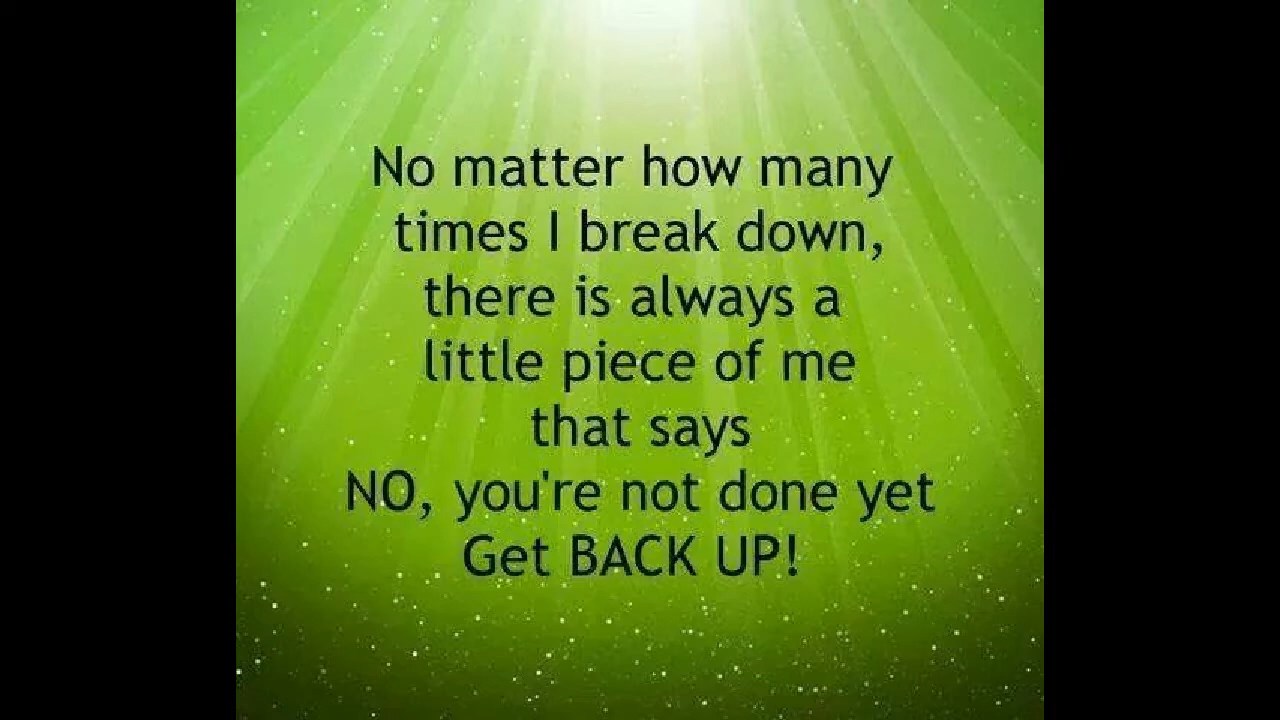 No matter how many
times I break down,
there is always a
little piece of me
that says
NO, you're not done yet
Get BACK UP!